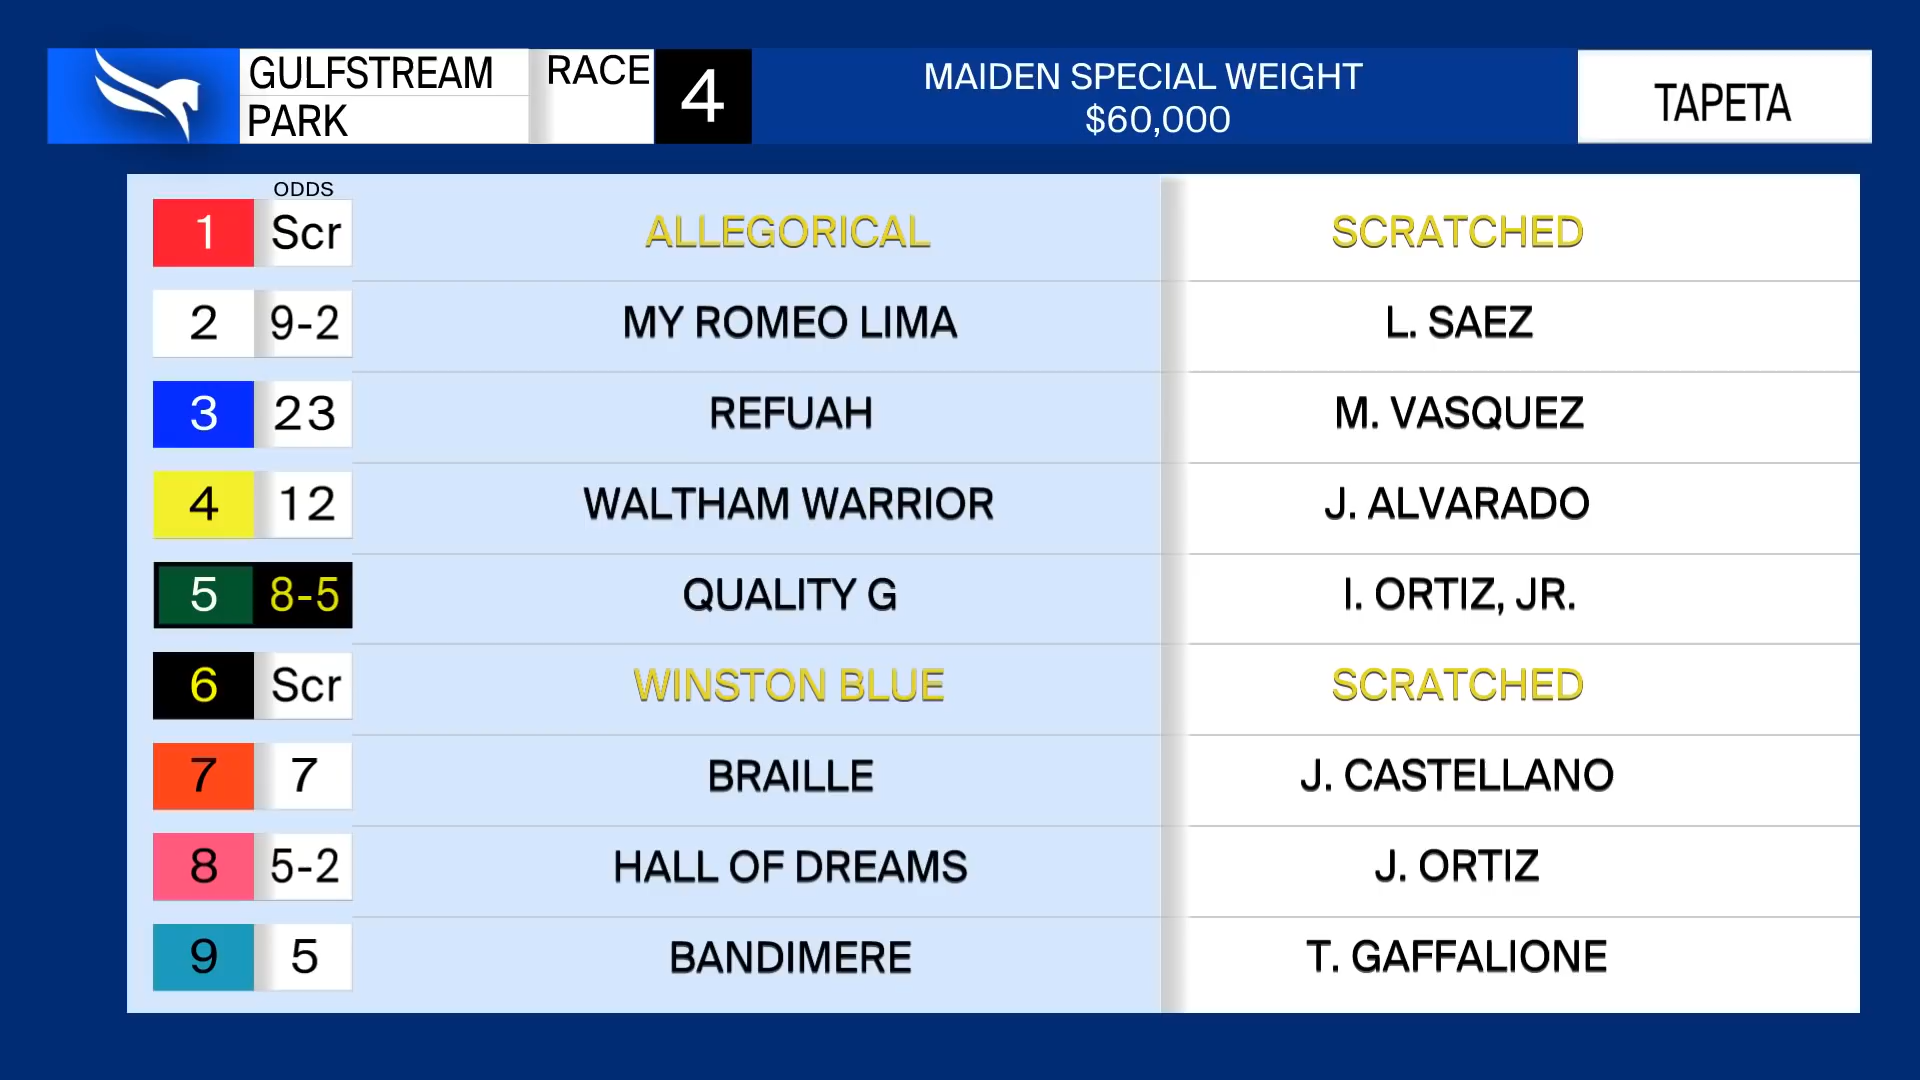 GULFSTREAM
PARK
RACE
4
MAIDEN SPECIAL WEIGHT
$60,000
TAPETA
ODDS
1 Scr ALLEGORICAL SCRATCHED
2 9-2 MY ROMEO LIMA L. SAEZ
3 23 REFUAH M. VASQUEZ
4 12 WALTHAM WARRIOR J. ALVARADO
5 8-5 QUALITY G I. ORTIZ, JR.
6 Scr WINSTON BLUE SCRATCHED
7 7 BRAILLE J. CASTELLANO
8 5-2 HALL OF DREAMS J. ORTIZ
9 5 BANDIMERE T. GAFFALIONE